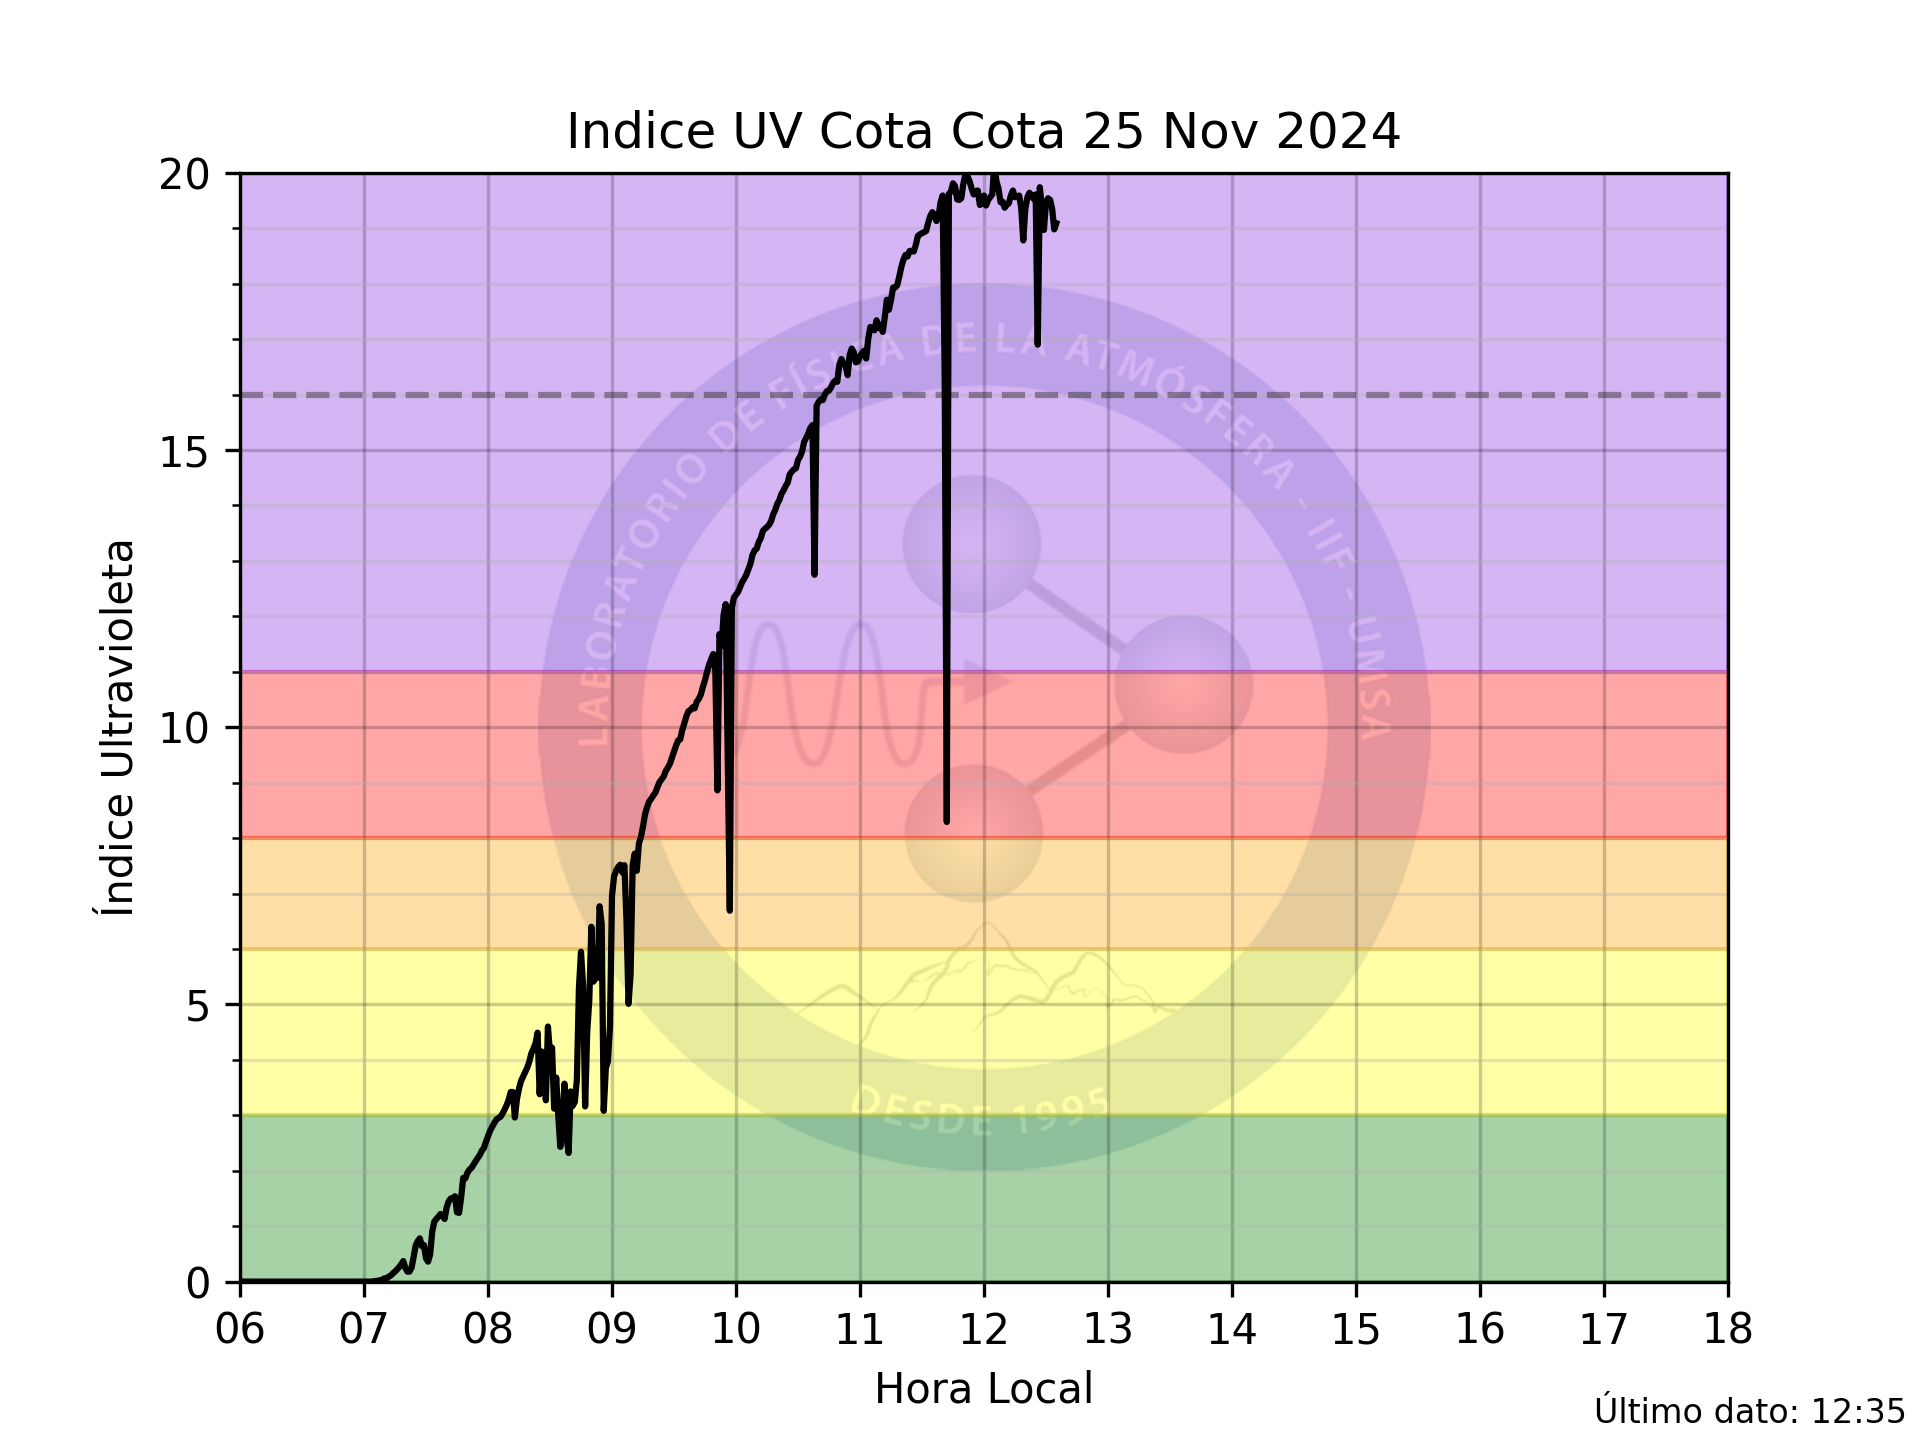 Indice UV Cota Cota 25 Nov 2024
20
15
10
5
0
Índice Ultravioleta
LABORATORIO DE FÍSICA DE LA ATMÓSFERA - IIF - UMSA
DESDE 1995
06 07 08 09 10 11 12 13 14 15 16 17 18
Hora Local
Último dato: 12:35